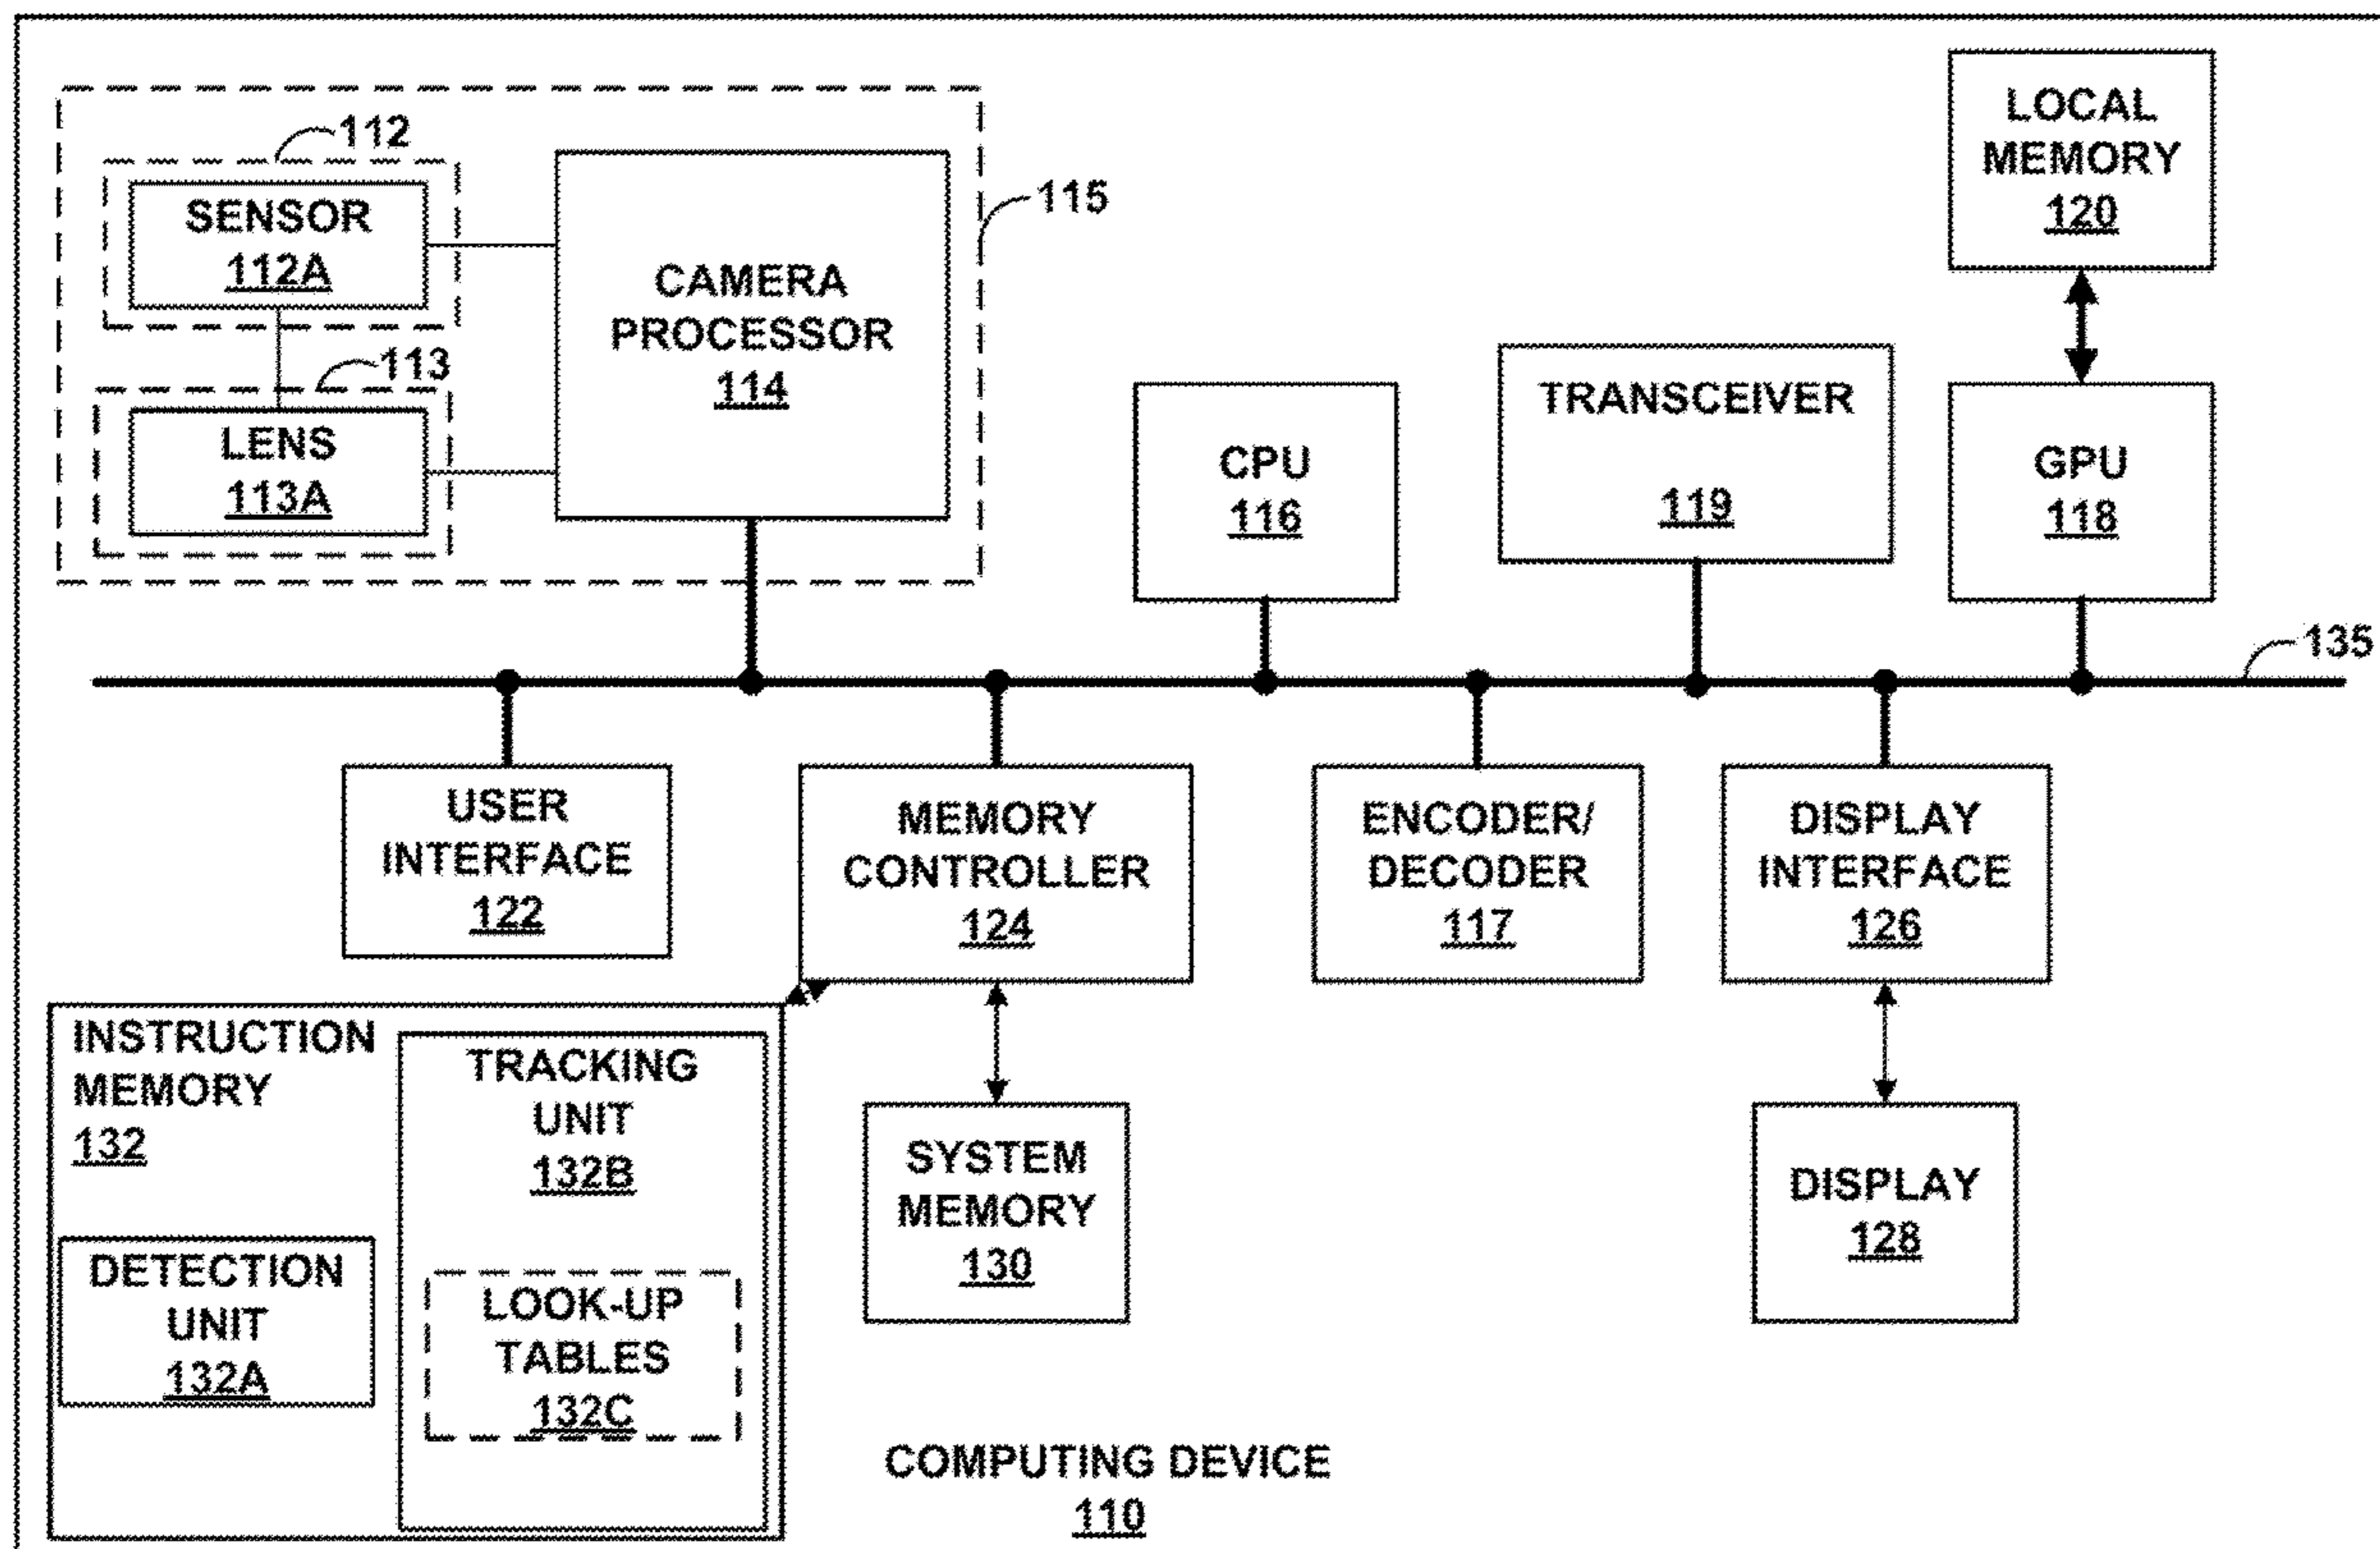 112
SENSOR
112A
113
LENS
113A
CAMERA
PROCESSOR
114
115
CPU
116
TRANSCEIVER
119
LOCAL
MEMORY
120
GPU
118
135
USER
INTERFACE
122
MEMORY
CONTROLLER
124
ENCODER/
DECODER
117
DISPLAY
INTERFACE
126
INSTRUCTION
MEMORY
132
DETECTION
UNIT
132A
TRACKING
UNIT
132B
LOOK-UP
TABLES
132C
SYSTEM
MEMORY
130
DISPLAY
128
COMPUTING DEVICE
110